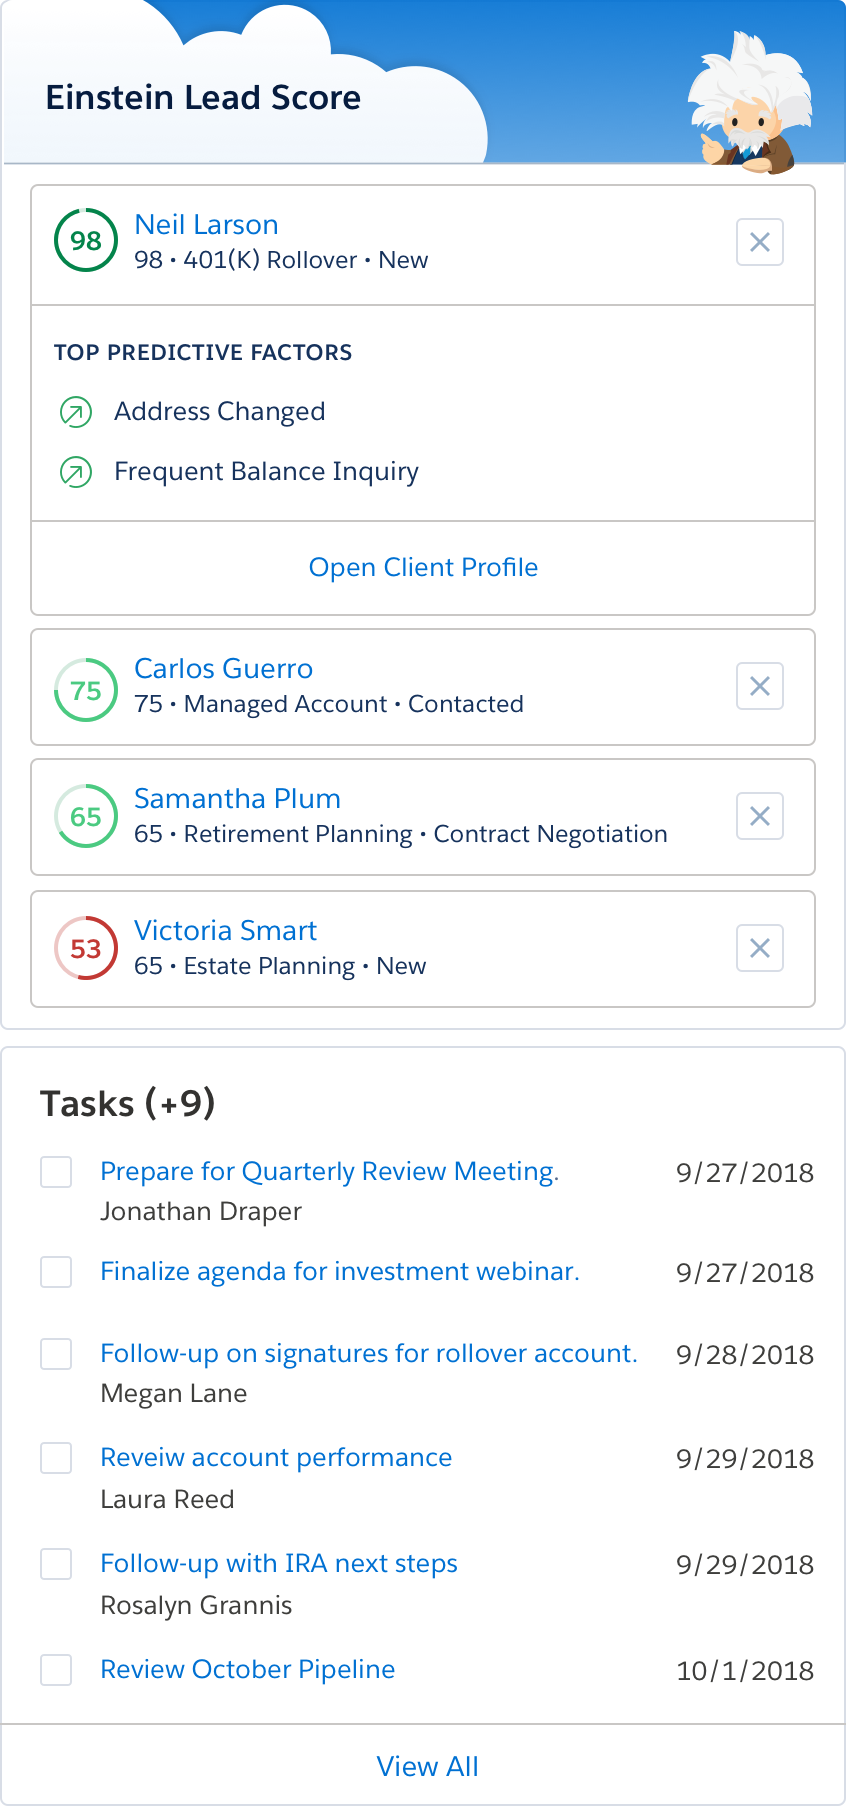 Einstein Lead Score
98
Neil Larson
98 • 401(K) Rollover • New
TOP PREDICTIVE FACTORS
Address Changed
Frequent Balance Inquiry
Open Client Profile
75
Carlos Guerro
75 • Managed Account • Contacted
65
Samantha Plum
65 • Retirement Planning • Contract Negotiation
53
Victoria Smart
65 • Estate Planning • New
Tasks (+9)
Prepare for Quarterly Review Meeting. 9/27/2018
Jonathan Draper
Finalize agenda for investment webinar. 9/27/2018
Follow-up on signatures for rollover account. 9/28/2018
Megan Lane
Reveiw account performance 9/29/2018
Laura Reed
Follow-up with IRA next steps 9/29/2018
Rosalyn Grannis
Review October Pipeline 10/1/2018
View All